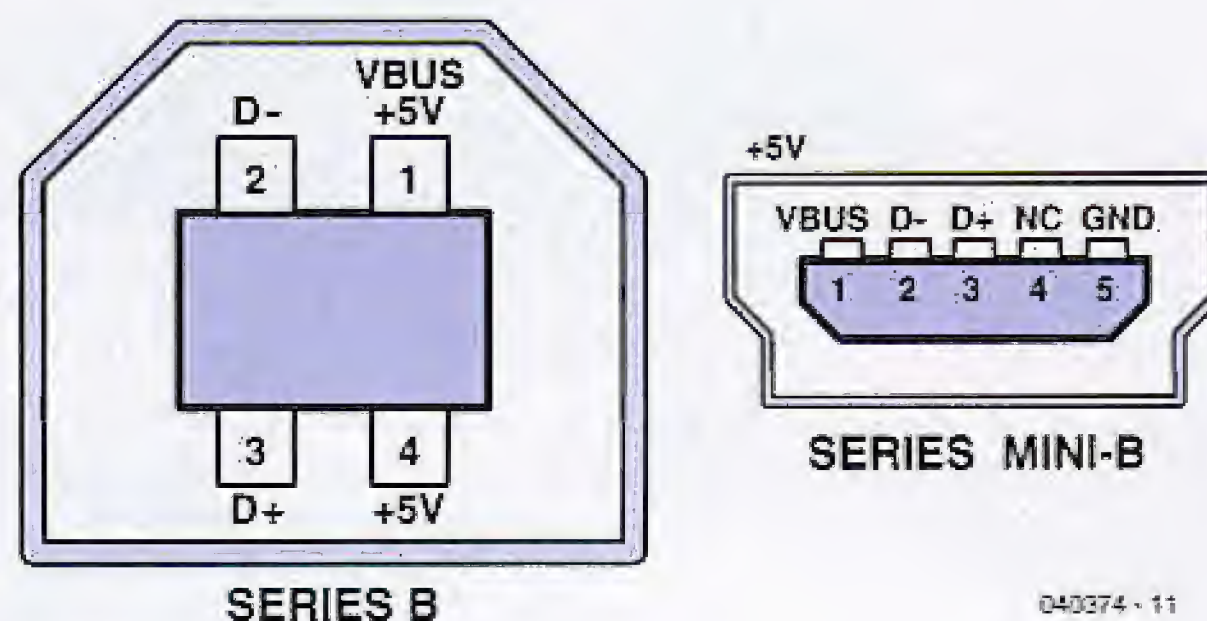 VBUS
D- +5V
2 1
3 4
D+ +5V
SERIES B
+5V
VBUS D- D+ NC GND
1 2 3 4 5
SERIES MINI-B
040374 - 11